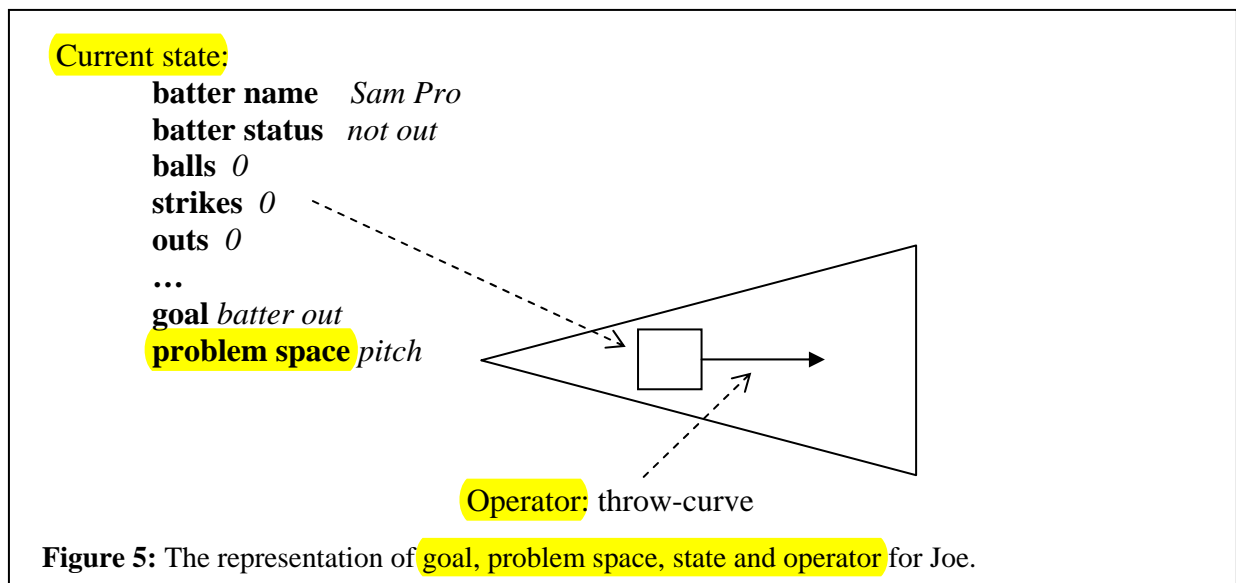 Current state:
batter name Sam Pro
batter status not out
balls 0
strikes 0
outs 0
…
goal batter out
problem space pitch
Operator: throw-curve
Figure 5: The representation of goal, problem space, state and operator for Joe.